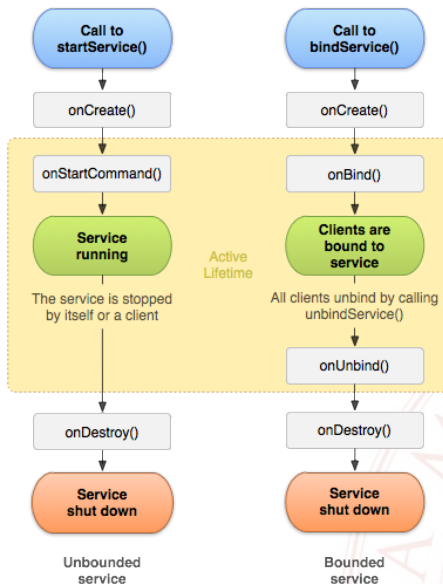 Call to
startService()
onCreate()
onStartCommand()
Service
running
The service is stopped
by itself or a client
onDestroy()
Service
shut down
Unbounded
service
Active
Lifetime
Call to
bindService()
onCreate()
onBind()
Clients are
bound to
service
All clients unbind by calling
unbindService()
onUnbind()
onDestroy()
Service
shut down
Bounded
service